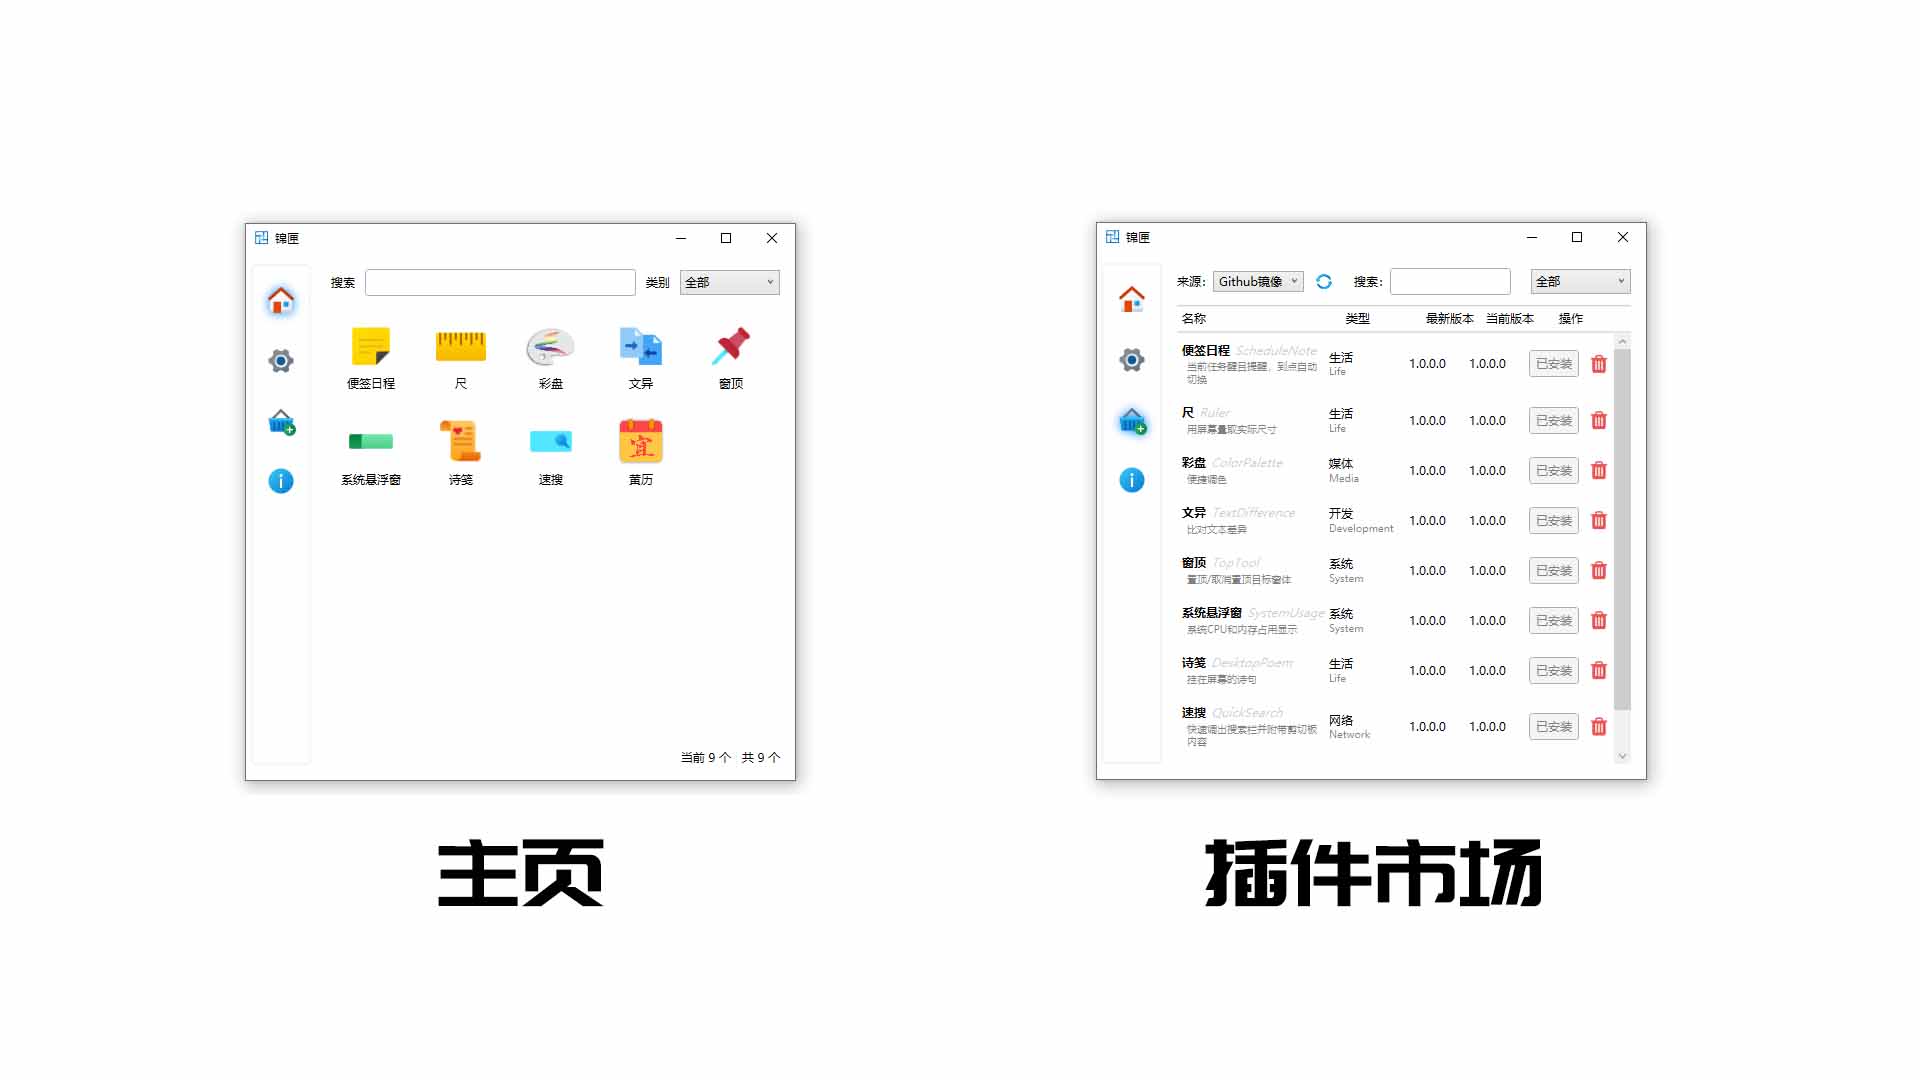 锦匣
搜索 类别 全部
便签日程 尺 彩盘 文异 窗顶
系统悬浮窗 诗笺 速搜 黄历
宜
当前 9 个 共 9 个
主页
锦匣
来源: Github镜像 搜索: 全部
名称 类型 最新版本 当前版本 操作
便签日程 ScheduleNote 生活 1.0.0.0 1.0.0.0 已安装
当前任务醒目提醒，到点自动 Life
切换
尺 Ruler 生活 1.0.0.0 1.0.0.0 已安装
用屏幕量取实际尺寸 Life
彩盘 ColorPalette 媒体 1.0.0.0 1.0.0.0 已安装
便捷调色 Media
文异 TextDifference 开发 1.0.0.0 1.0.0.0 已安装
比对文本差异 Development
窗顶 TopTool 系统 1.0.0.0 1.0.0.0 已安装
置顶/取消置顶目标窗体 System
系统悬浮窗 SystemUsage 系统 1.0.0.0 1.0.0.0 已安装
系统CPU和内存占用显示 System
诗笺 DesktopPoem 生活 1.0.0.0 1.0.0.0 已安装
挂在屏幕的诗句 Life
速搜 QuickSearch 网络 1.0.0.0 1.0.0.0 已安装
快速调出搜索栏并附带剪切板 Network
内容
插件市场